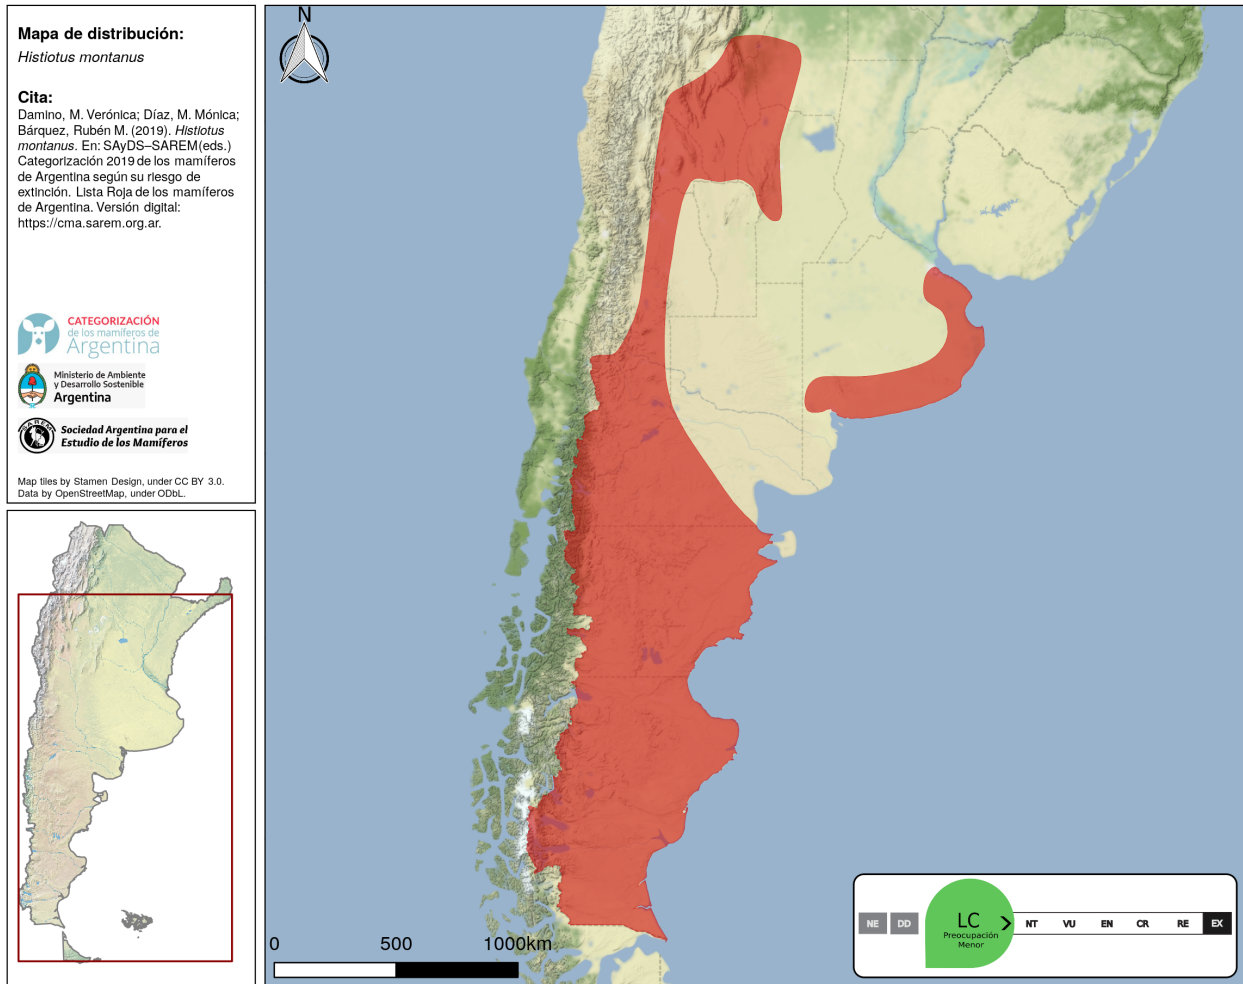 Mapa de distribución:
Histiotus montanus
Cita:
Damino, M. Verónica; Díaz, M. Mónica;
Bárquez, Rubén M. (2019). Histiotus
montanus. En: SAyDS–SAREM(eds.)
Categorización 2019 de los mamíferos
de Argentina según su riesgo de
extinción. Lista Roja de los mamíferos
de Argentina. Versión digital:
https://cma.sarem.org.ar.
CATEGORIZACIÓN
de los mamíferos de
Argentina
Ministerio de Ambiente
y Desarrollo Sostenible
Argentina
SAREM
Sociedad Argentina para el
Estudio de los Mamíferos
Map tiles by Stamen Design, under CC BY 3.0.
Data by OpenStreetMap, under ODbL.
N
0 500 1000km
NE DD LC NT VU EN CR RE EX
Preocupación
Menor